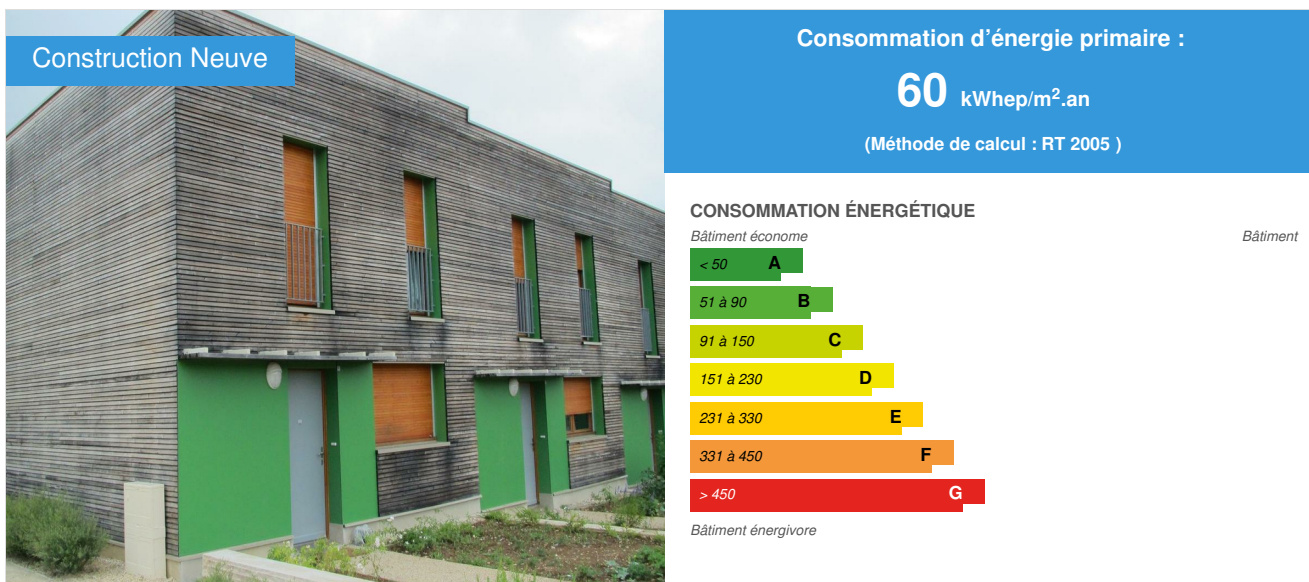 Construction Neuve
Consommation d'énergie primaire :
60 kWhep/m².an
(Méthode de calcul : RT 2005 )
CONSOMMATION ÉNERGÉTIQUE
Bâtiment économe
Bâtiment
< 50 A
51 à 90 B
91 à 150 C
151 à 230 D
231 à 330 E
331 à 450 F
> 450 G
Bâtiment énergivore